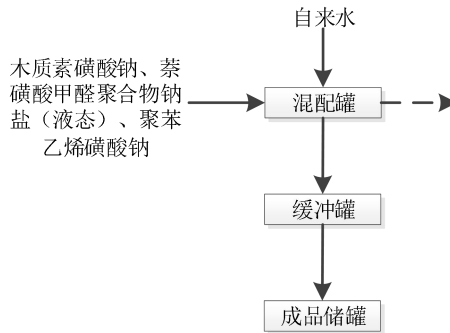 自来水
木质素磺酸钠、萘
磺酸甲醛聚合物钠
盐（液态）、聚苯
乙烯磺酸钠
混配罐
缓冲罐
成品储罐